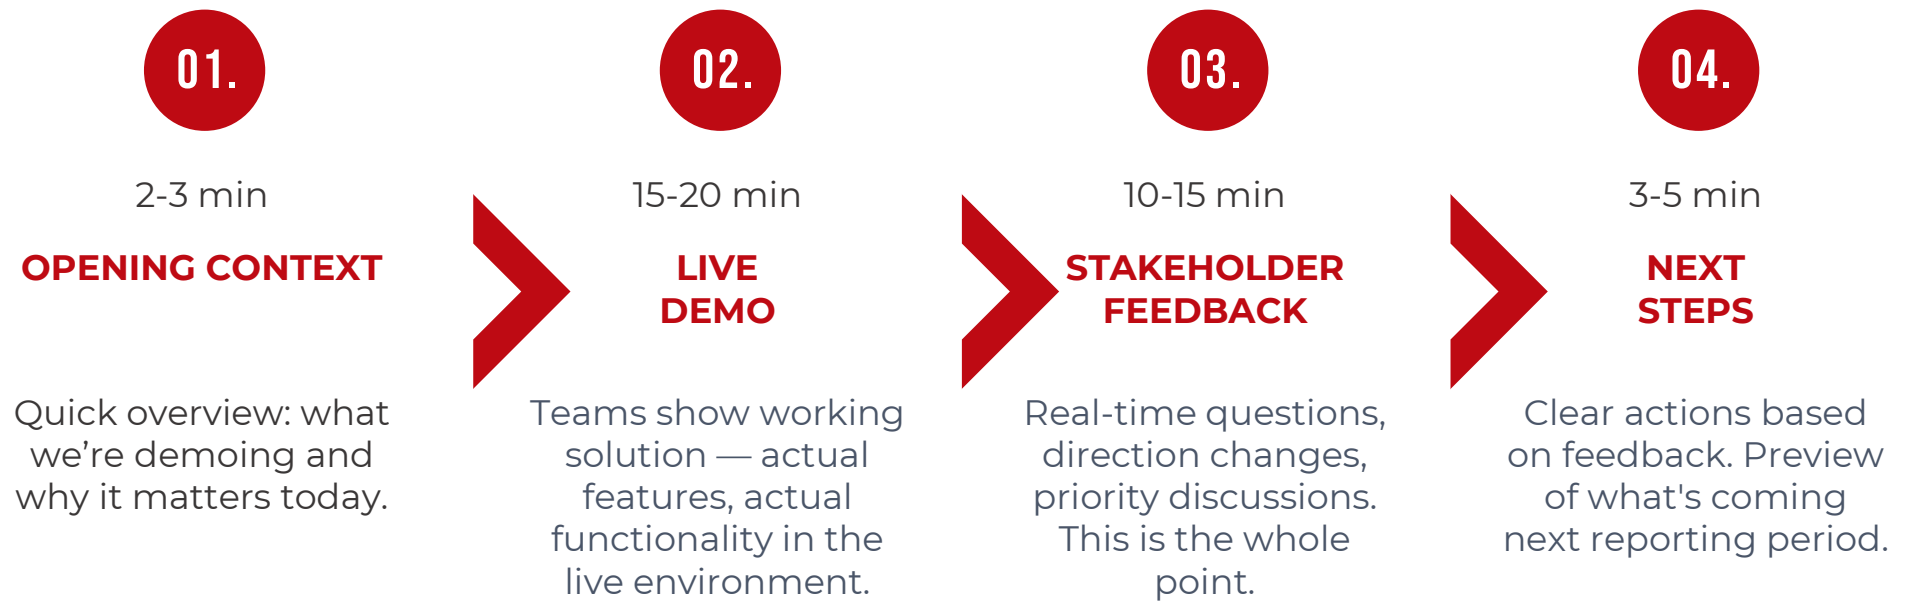 01.
2-3 min
OPENING CONTEXT
Quick overview: what
we’re demoing and
why it matters today.
02.
15-20 min
LIVE
DEMO
Teams show working
solution — actual
features, actual
functionality in the
live environment.
03.
10-15 min
STAKEHOLDER
FEEDBACK
Real-time questions,
direction changes,
priority discussions.
This is the whole
point.
04.
3-5 min
NEXT
STEPS
Clear actions based
on feedback. Preview
of what's coming
next reporting period.